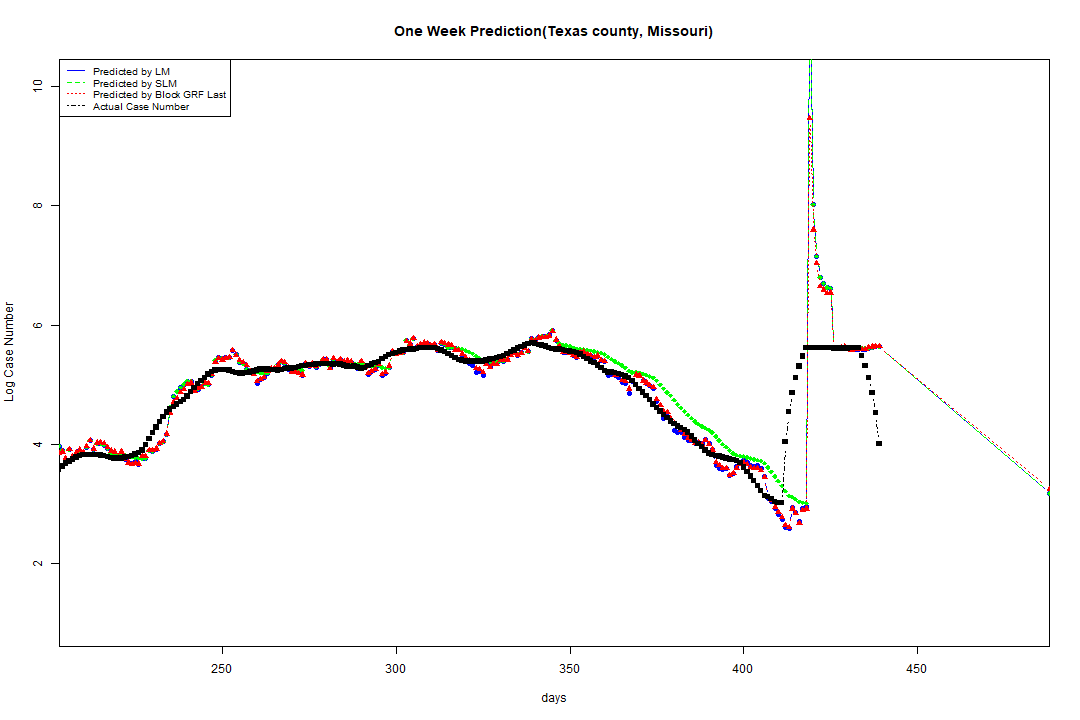 One Week Prediction(Texas county, Missouri)
Predicted by LM
Predicted by SLM
Predicted by Block GRF Last
Actual Case Number
Log Case Number
10
8
6
4
2
250 300 350 400 450
days